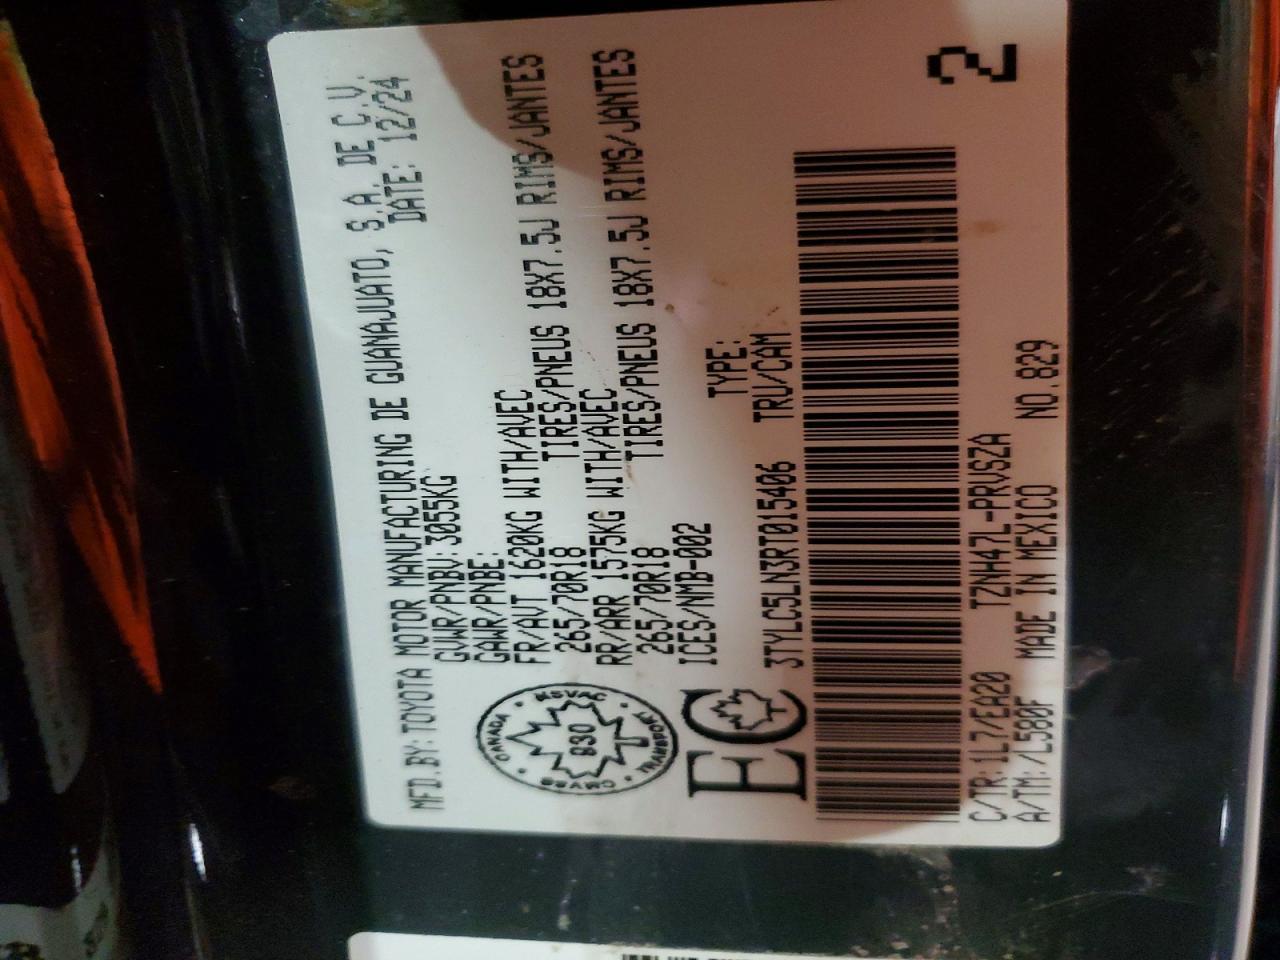 MFD.BY: TOYOTA MOTOR MANUFACTURING DE GUANAJUATO, S.A. DE C.V.
GVWR/PNBV: 3055KG DATE: 12/24
GAWR/PNBE:
FR/AVT 1620KG WITH/AVEC
265/70R18 TIRES/PNEUS 18X7.5J RIMS/JANTES
RR/ARR 1575KG WITH/AVEC
265/70R18 TIRES/PNEUS 18X7.5J RIMS/JANTES
ICES/NMB-002
CANADA · NSVAC · TRANSPORT · CMVSS
830
EC
TYPE:
3TYLC5LN3RT015406 TRU/CAM
C/TR: 1L7/EA20 TZNH47L-PRVSZA
A/TM: /L580F MADE IN MEXICO NO.829
2